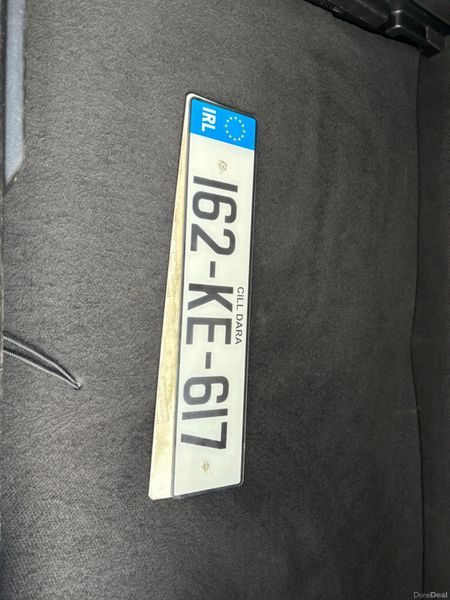 IRL
CILL DARA
162-KE-617
DoneDeal